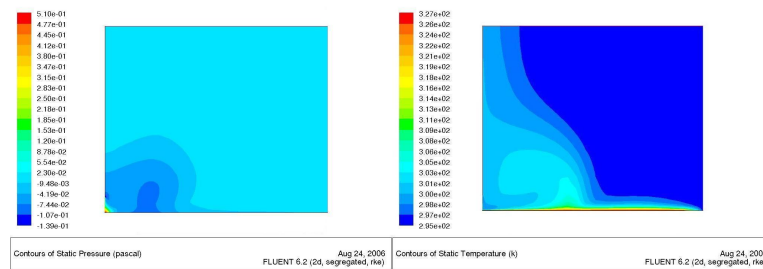 5.10e-01
4.77e-01
4.45e-01
4.12e-01
3.80e-01
3.47e-01
3.15e-01
2.83e-01
2.50e-01
2.18e-01
1.85e-01
1.53e-01
1.20e-01
8.78e-02
5.54e-02
2.30e-02
-9.48e-03
-4.19e-02
-7.44e-02
-1.07e-01
-1.39e-01
Contours of Static Pressure (pascal)
Aug 24, 2006
FLUENT 6.2 (2d, segregated, rke)
3.27e+02
3.26e+02
3.24e+02
3.22e+02
3.21e+02
3.19e+02
3.18e+02
3.16e+02
3.14e+02
3.13e+02
3.11e+02
3.09e+02
3.08e+02
3.06e+02
3.05e+02
3.03e+02
3.01e+02
3.00e+02
2.98e+02
2.97e+02
2.95e+02
Contours of Static Temperature (k)
Aug 24, 200
FLUENT 6.2 (2d, segregated, rke